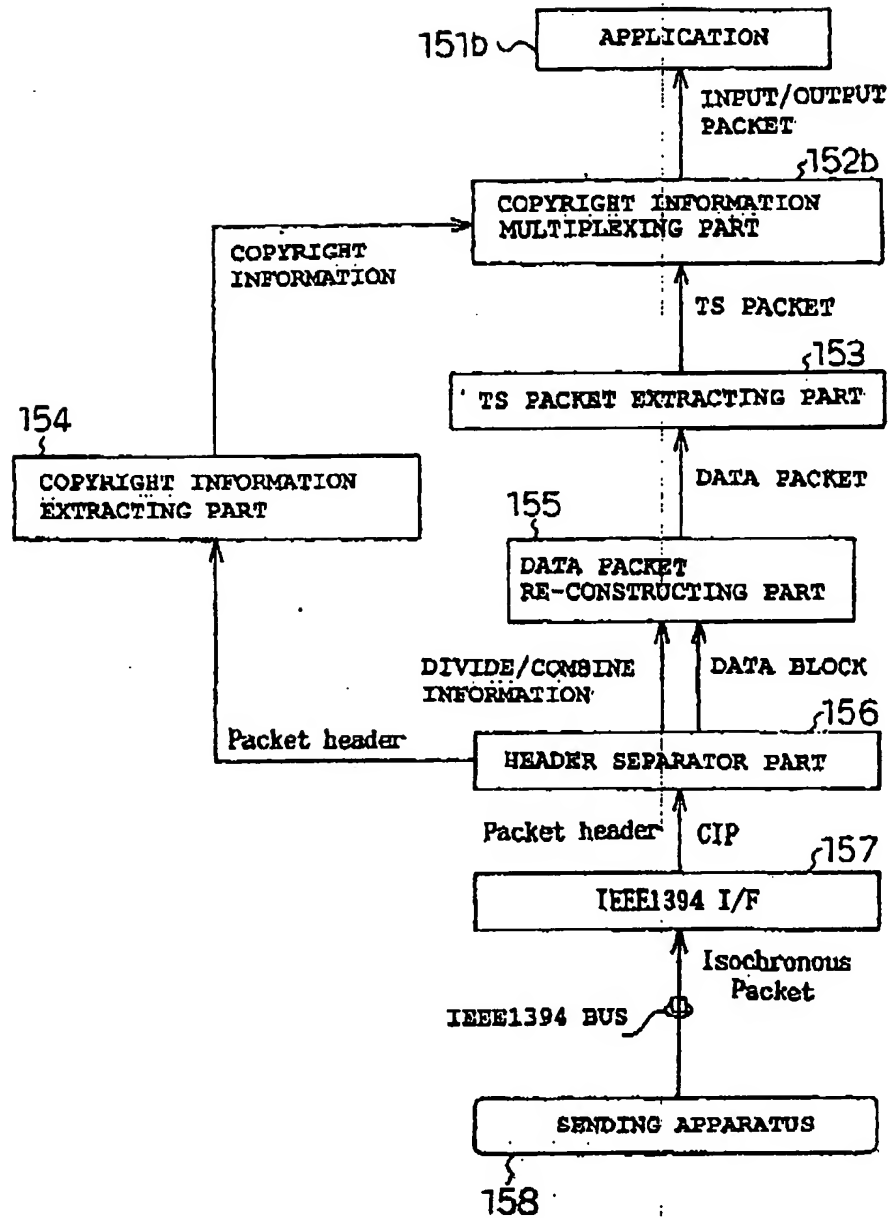 151b
APPLICATION
INPUT/OUTPUT
PACKET
152b
COPYRIGHT INFORMATION
MULTIPLEXING PART
COPYRIGHT
INFORMATION
TS PACKET
153
TS PACKET EXTRACTING PART
154
COPYRIGHT INFORMATION
EXTRACTING PART
DATA PACKET
155
DATA PACKET
RE-CONSTRUCTING PART
DIVIDE/COMBINE
INFORMATION
DATA BLOCK
156
Packet header
HEADER SEPARATOR PART
Packet header
CIP
157
IEEE1394 I/F
Isochronous
Packet
IEEE1394 BUS
SENDING APPARATUS
158